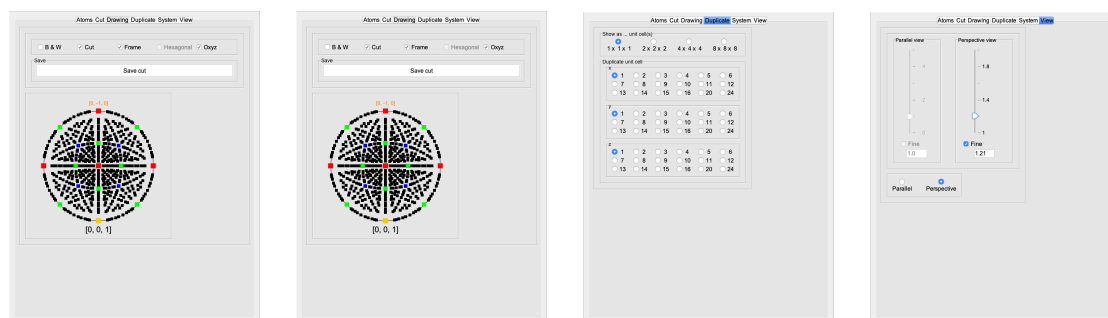 Atoms Cut Drawing Duplicate System View
B & W Cut Frame Hexagonal Oxyz
Save
Save cut
[0, -1, 0]
[0, 0, 1]
Atoms Cut Drawing Duplicate System View
B & W Cut Frame Hexagonal Oxyz
Save
Save cut
[0, -1, 0]
[0, 0, 1]
Atoms Cut Drawing Duplicate System View
Show as ... unit cell(s)
1 x 1 x 1 2 x 2 x 2 4 x 4 x 4 8 x 8 x 8
Duplicate unit cell
x
1 2 3 4 5 6
7 8 9 10 11 12
13 14 15 16 20 24
y
1 2 3 4 5 6
7 8 9 10 11 12
13 14 15 16 20 24
z
1 2 3 4 5 6
7 8 9 10 11 12
13 14 15 16 20 24
Atoms Cut Drawing Duplicate System View
Parallel view
4
2
0
Fine
1.0
Perspective view
1.8
1.4
1
Fine
1.21
Parallel Perspective